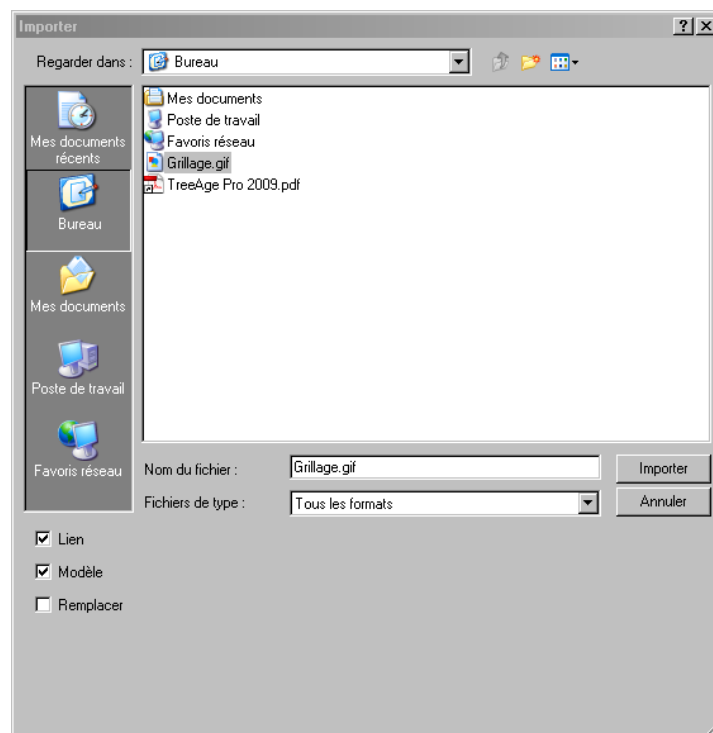 Importer
Regarder dans :
Bureau
Mes documents récents
Bureau
Mes documents
Poste de travail
Favoris réseau
Mes documents
Poste de travail
Favoris réseau
Grillage.gif
TreeAge Pro 2009.pdf
Nom du fichier :
Grillage.gif
Importer
Fichiers de type :
Tous les formats
Annuler
Lien
Modèle
Remplacer